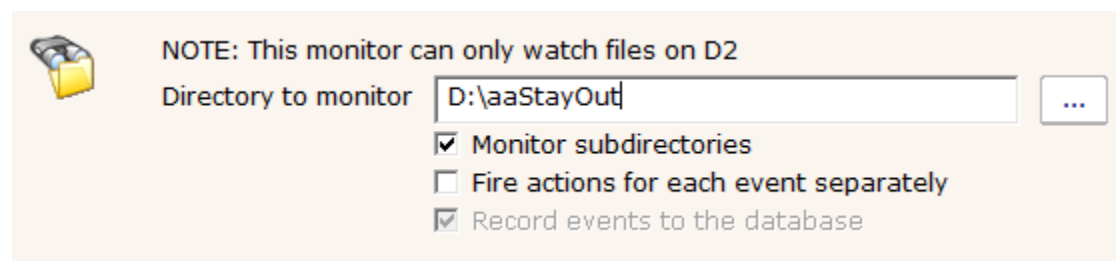 NOTE: This monitor can only watch files on D2
Directory to monitor D:\aaStayOut ...
Monitor subdirectories
Fire actions for each event separately
Record events to the database